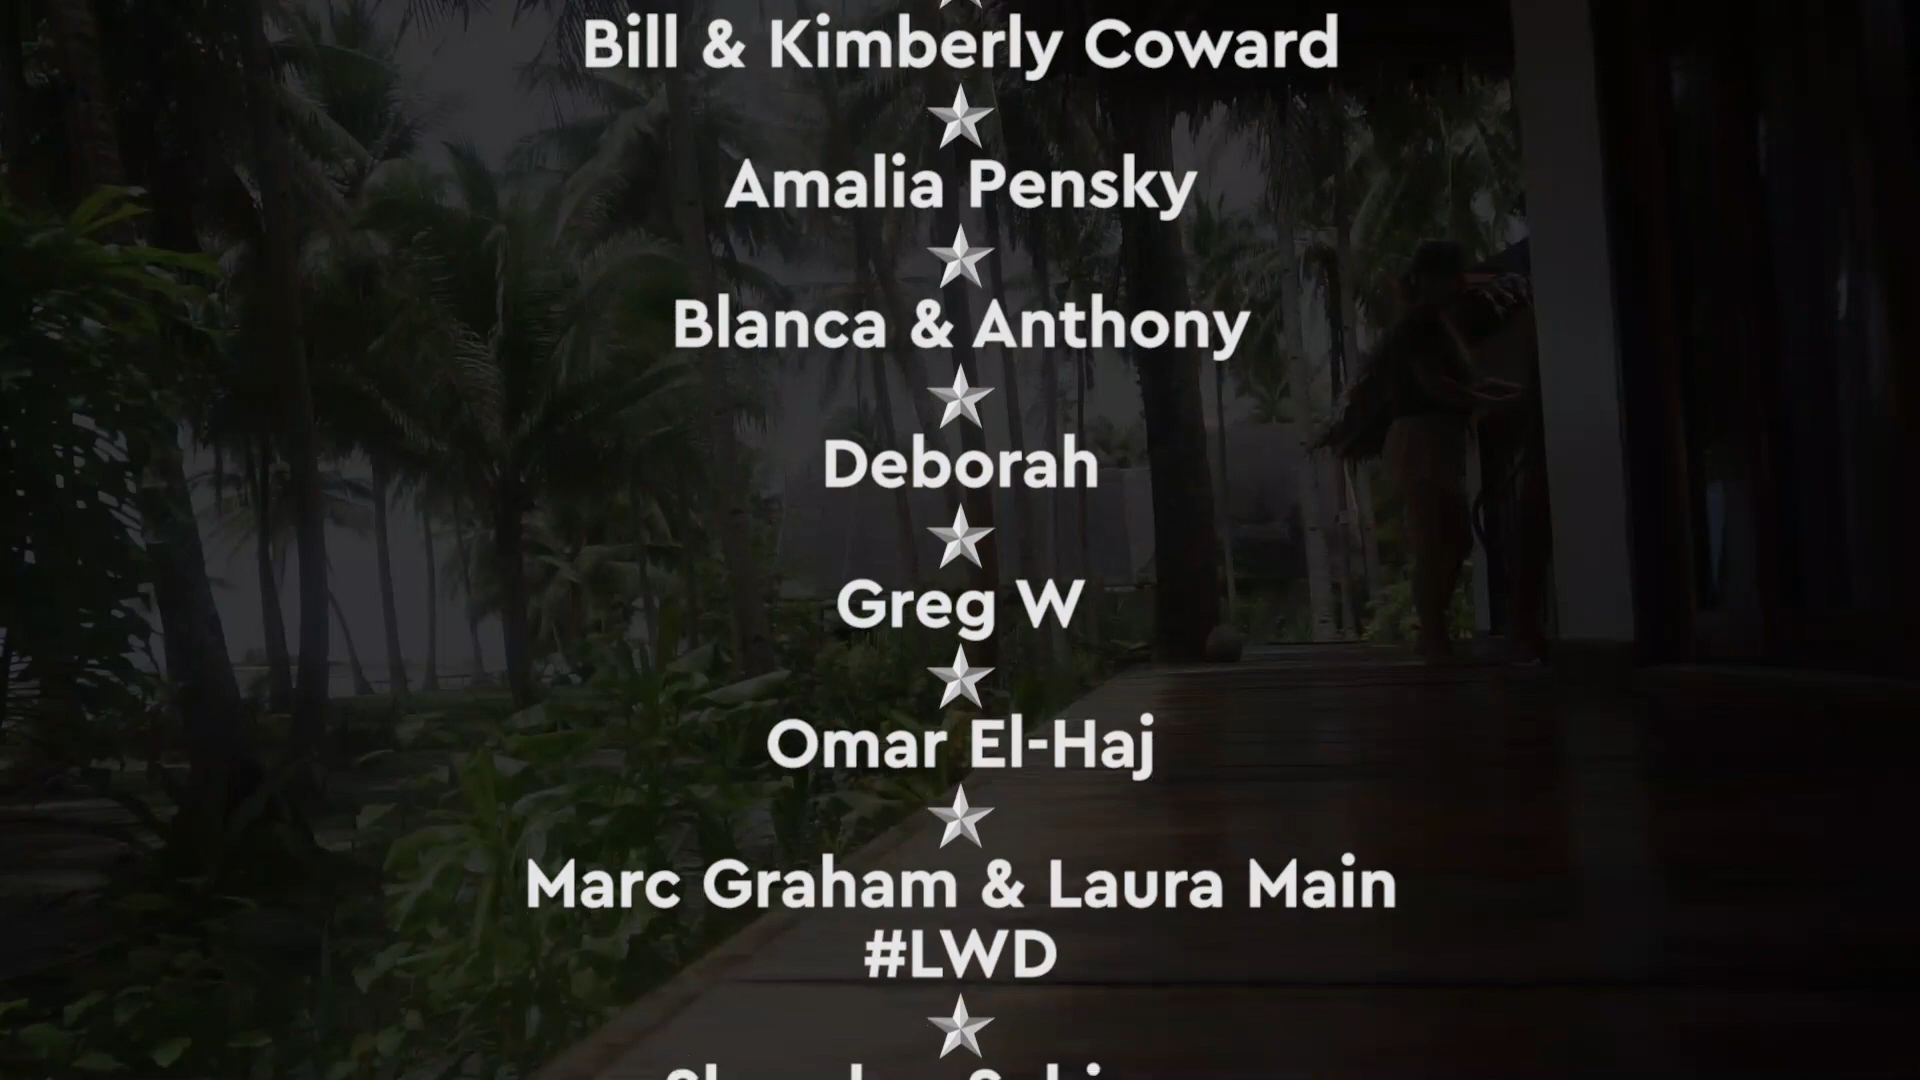 Bill & Kimberly Coward
Amalia Pensky
Blanca & Anthony
Deborah
Greg W
Omar El-Haj
Marc Graham & Laura Main
#LWD